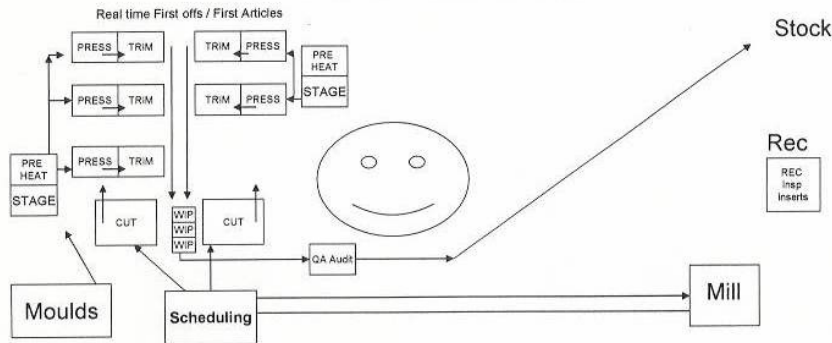 Real time First offs / First Articles
PRESS TRIM
TRIM PRESS
PRE
HEAT
STAGE
PRESS TRIM
TRIM PRESS
PRESS TRIM
PRE
HEAT
STAGE
CUT
WIP
WIP
WIP
CUT
QA Audit
Moulds
Scheduling
Mill
Stock
Rec
REC
Insp
inserts